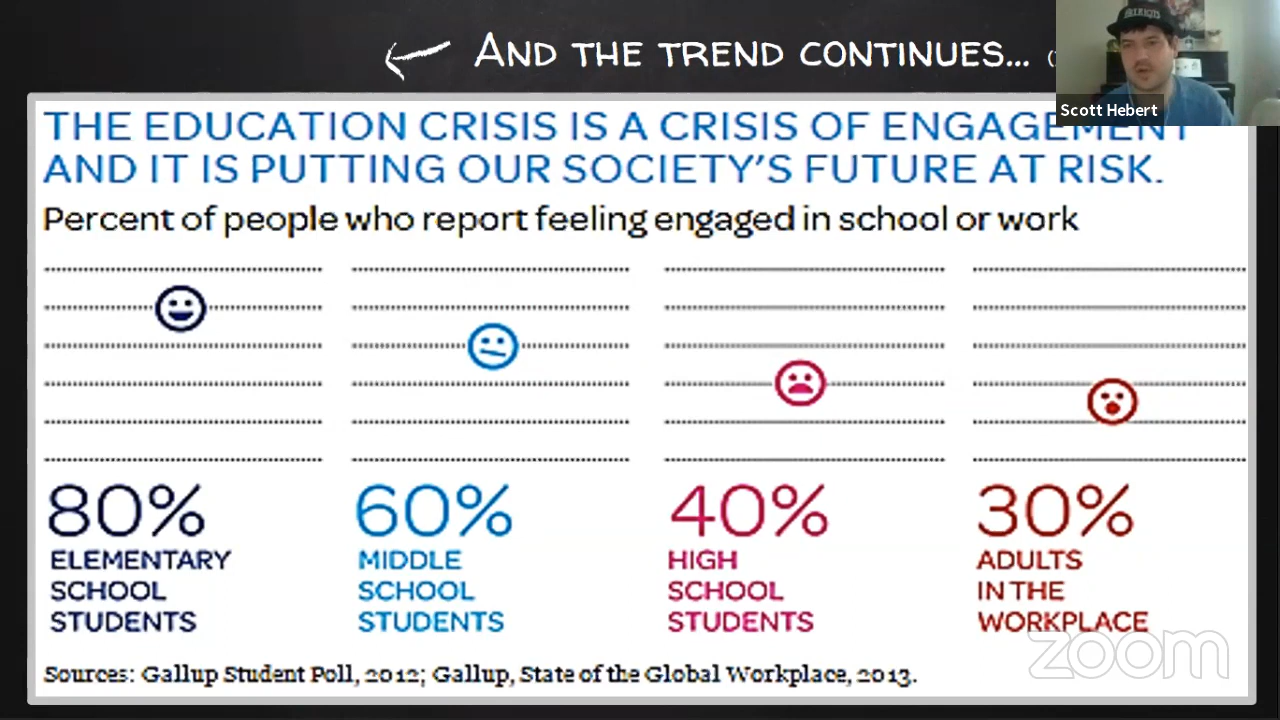 AND THE TREND CONTINUES...
Scott Hebert
THE EDUCATION CRISIS IS A CRISIS OF ENGAGEMENT
AND IT IS PUTTING OUR SOCIETY'S FUTURE AT RISK.
Percent of people who report feeling engaged in school or work
80%
ELEMENTARY
SCHOOL
STUDENTS
60%
MIDDLE
SCHOOL
STUDENTS
40%
HIGH
SCHOOL
STUDENTS
30%
ADULTS
IN THE
WORKPLACE
zoom
Sources: Gallup Student Poll, 2012; Gallup, State of the Global Workplace, 2013.